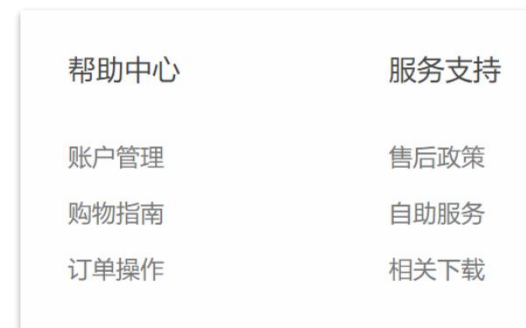 帮助中心
账户管理
购物指南
订单操作
服务支持
售后政策
自助服务
相关下载